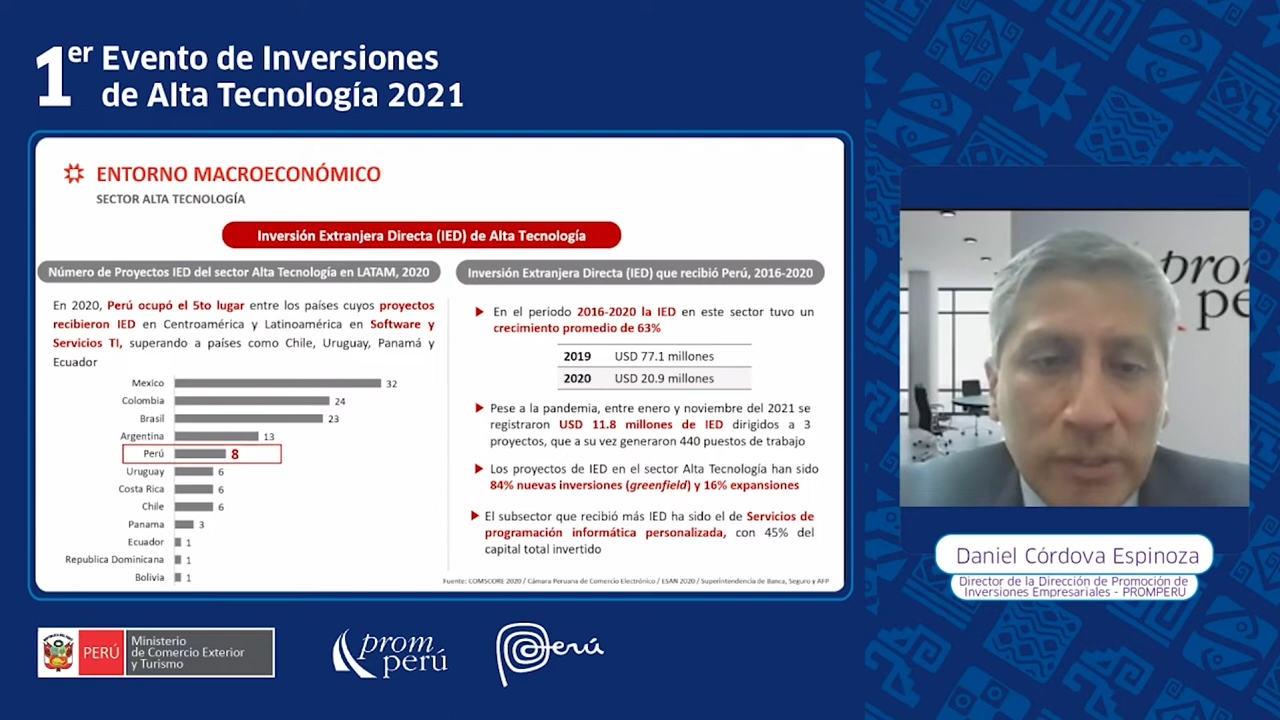 1er Evento de Inversiones
de Alta Tecnología 2021
ENTORNO MACROECONÓMICO
SECTOR ALTA TECNOLOGÍA
Inversión Extranjera Directa (IED) de Alta Tecnología
Número de Proyectos IED del sector Alta Tecnología en LATAM, 2020
En 2020, Perú ocupó el 5to lugar entre los países cuyos proyectos
recibieron IED en Centroamérica y Latinoamérica en Software y
Servicios TI, superando a países como Chile, Uruguay, Panamá y
Ecuador
Mexico 32
Colombia 24
Brasil 23
Argentina 13
Perú 8
Uruguay 6
Costa Rica 6
Chile 6
Panama 3
Ecuador 1
Republica Dominicana 1
Bolivia 1
Inversión Extranjera Directa (IED) que recibió Perú, 2016-2020
En el periodo 2016-2020 la IED en este sector tuvo un
crecimiento promedio de 63%
2019 USD 77.1 millones
2020 USD 20.9 millones
Pese a la pandemia, entre enero y noviembre del 2021 se
registraron USD 11.8 millones de IED dirigidos a 3
proyectos, que a su vez generaron 440 puestos de trabajo
Los proyectos de IED en el sector Alta Tecnología han sido
84% nuevas inversiones (greenfield) y 16% expansiones
El subsector que recibió más IED ha sido el de Servicios de
programación informática personalizada, con 45% del
capital total invertido
Fuente: COMSCORE 2020 / Cámara Peruana de Comercio Electrónico / ESAN 2020 / Superintendencia de Banca, Seguro y AFP
prom
pe
Daniel Córdova Espinoza
Director de la Dirección de Promoción de
Inversiones Empresariales - PROMPERÚ
PERÚ
Ministerio
de Comercio Exterior
y Turismo
prom
perú
Perú